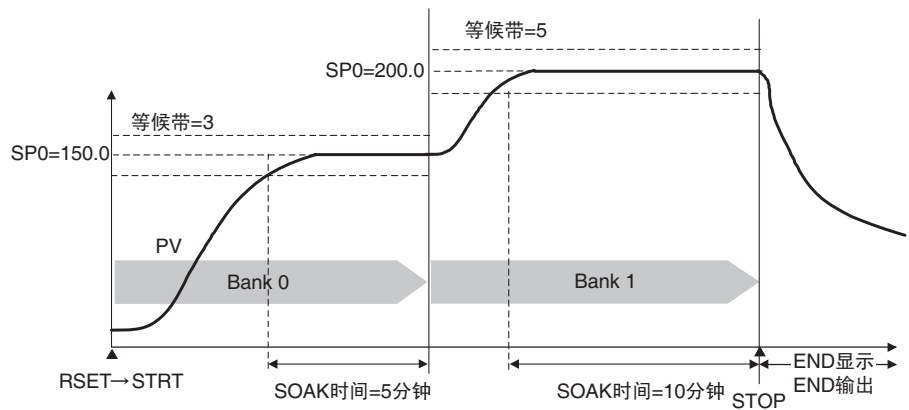 等候带=5
SP0=200.0
等候带=3
SP0=150.0
PV
Bank 0
Bank 1
RSET→STRT
SOAK时间=5分钟
SOAK时间=10分钟
STOP
END显示
END输出